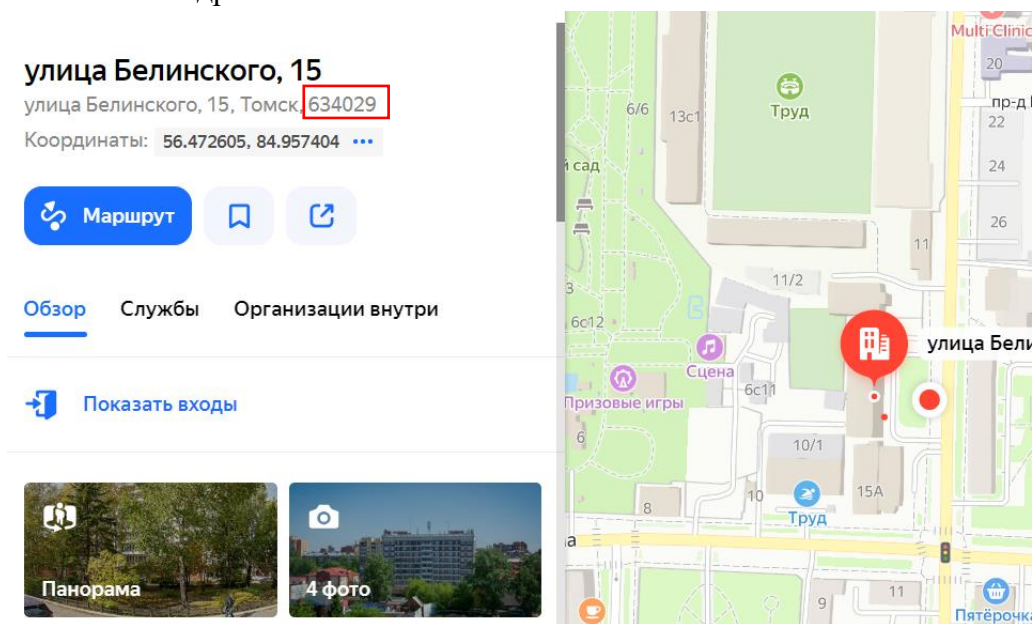 улица Белинского, 15
улица Белинского, 15, Томск, 634029
Координаты: 56.472605, 84.957404 •••
Маршрут
Обзор Службы Организации внутри
Показать входы
Панорама
4 фото
Multi Clinic
20
6/6
13с1
Труд
пр-д
22
сад
24
26
11
11/2
3
6с12
улица Бели
Сцена
6с11
Призовые игры
6
10/1
10
15А
8
Труд
а
9
11
Пятёрочка